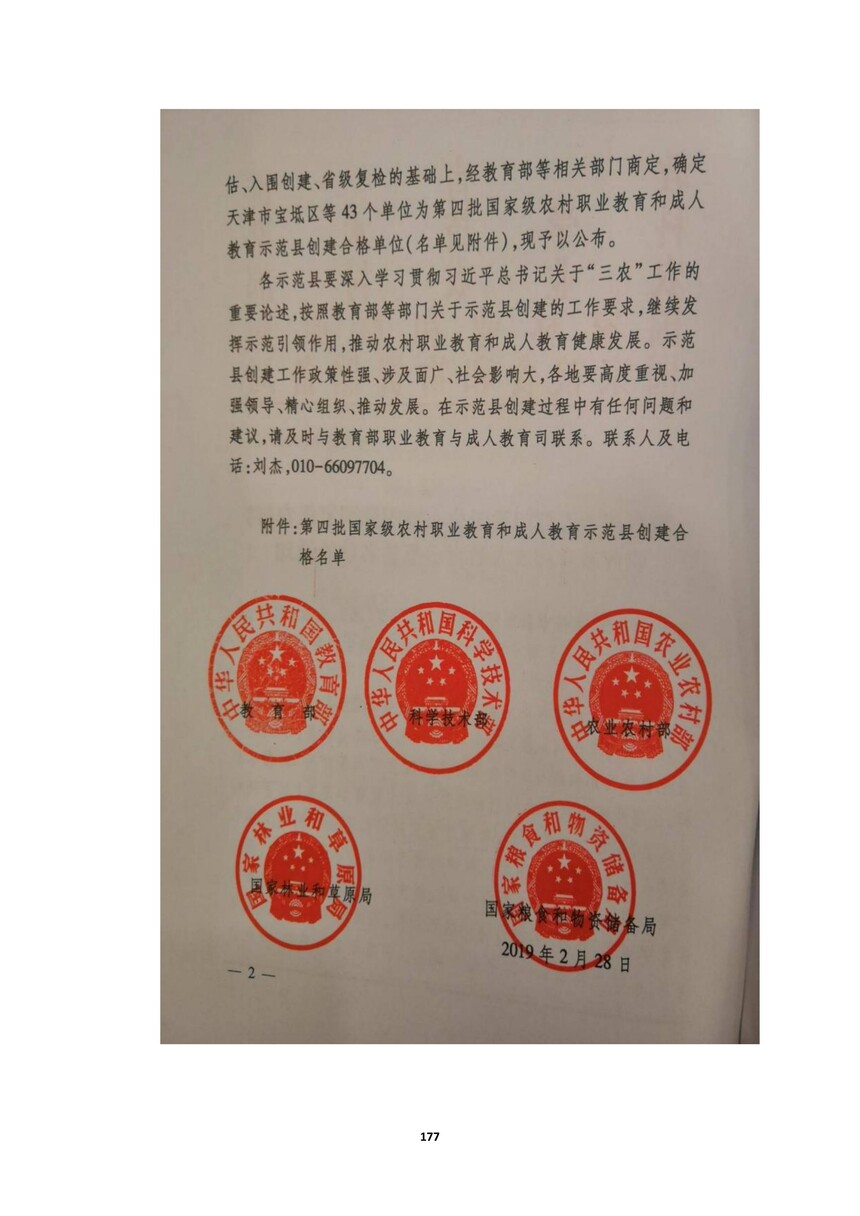 估、入围创建、省级复检的基础上,经教育部等相关部门商定,确定
天津市宝坻区等 43 个单位为第四批国家级农村职业教育和成人
教育示范县创建合格单位(名单见附件),现予以公布。
各示范县要深入学习贯彻习近平总书记关于“三农”工作的
重要论述,按照教育部等部门关于示范县创建的工作要求,继续发
挥示范引领作用,推动农村职业教育和成人教育健康发展。示范
县创建工作政策性强、涉及面广、社会影响大,各地要高度重视、加
强领导、精心组织、推动发展。在示范县创建过程中有任何问题和
建议,请及时与教育部职业教育与成人教育司联系。联系人及电
话:刘杰,010-66097704。
附件:第四批国家级农村职业教育和成人教育示范县创建合
格名单
中华人民共和国教育部
教育部
中华人民共和国科学技术部
科学技术部
中华人民共和国农业农村部
农业农村部
国家林业和草原局
国家林业和草原局
国家粮食和物资储备局
国家粮食和物资储备局
2019 年 2 月 28 日
— 2 —
177